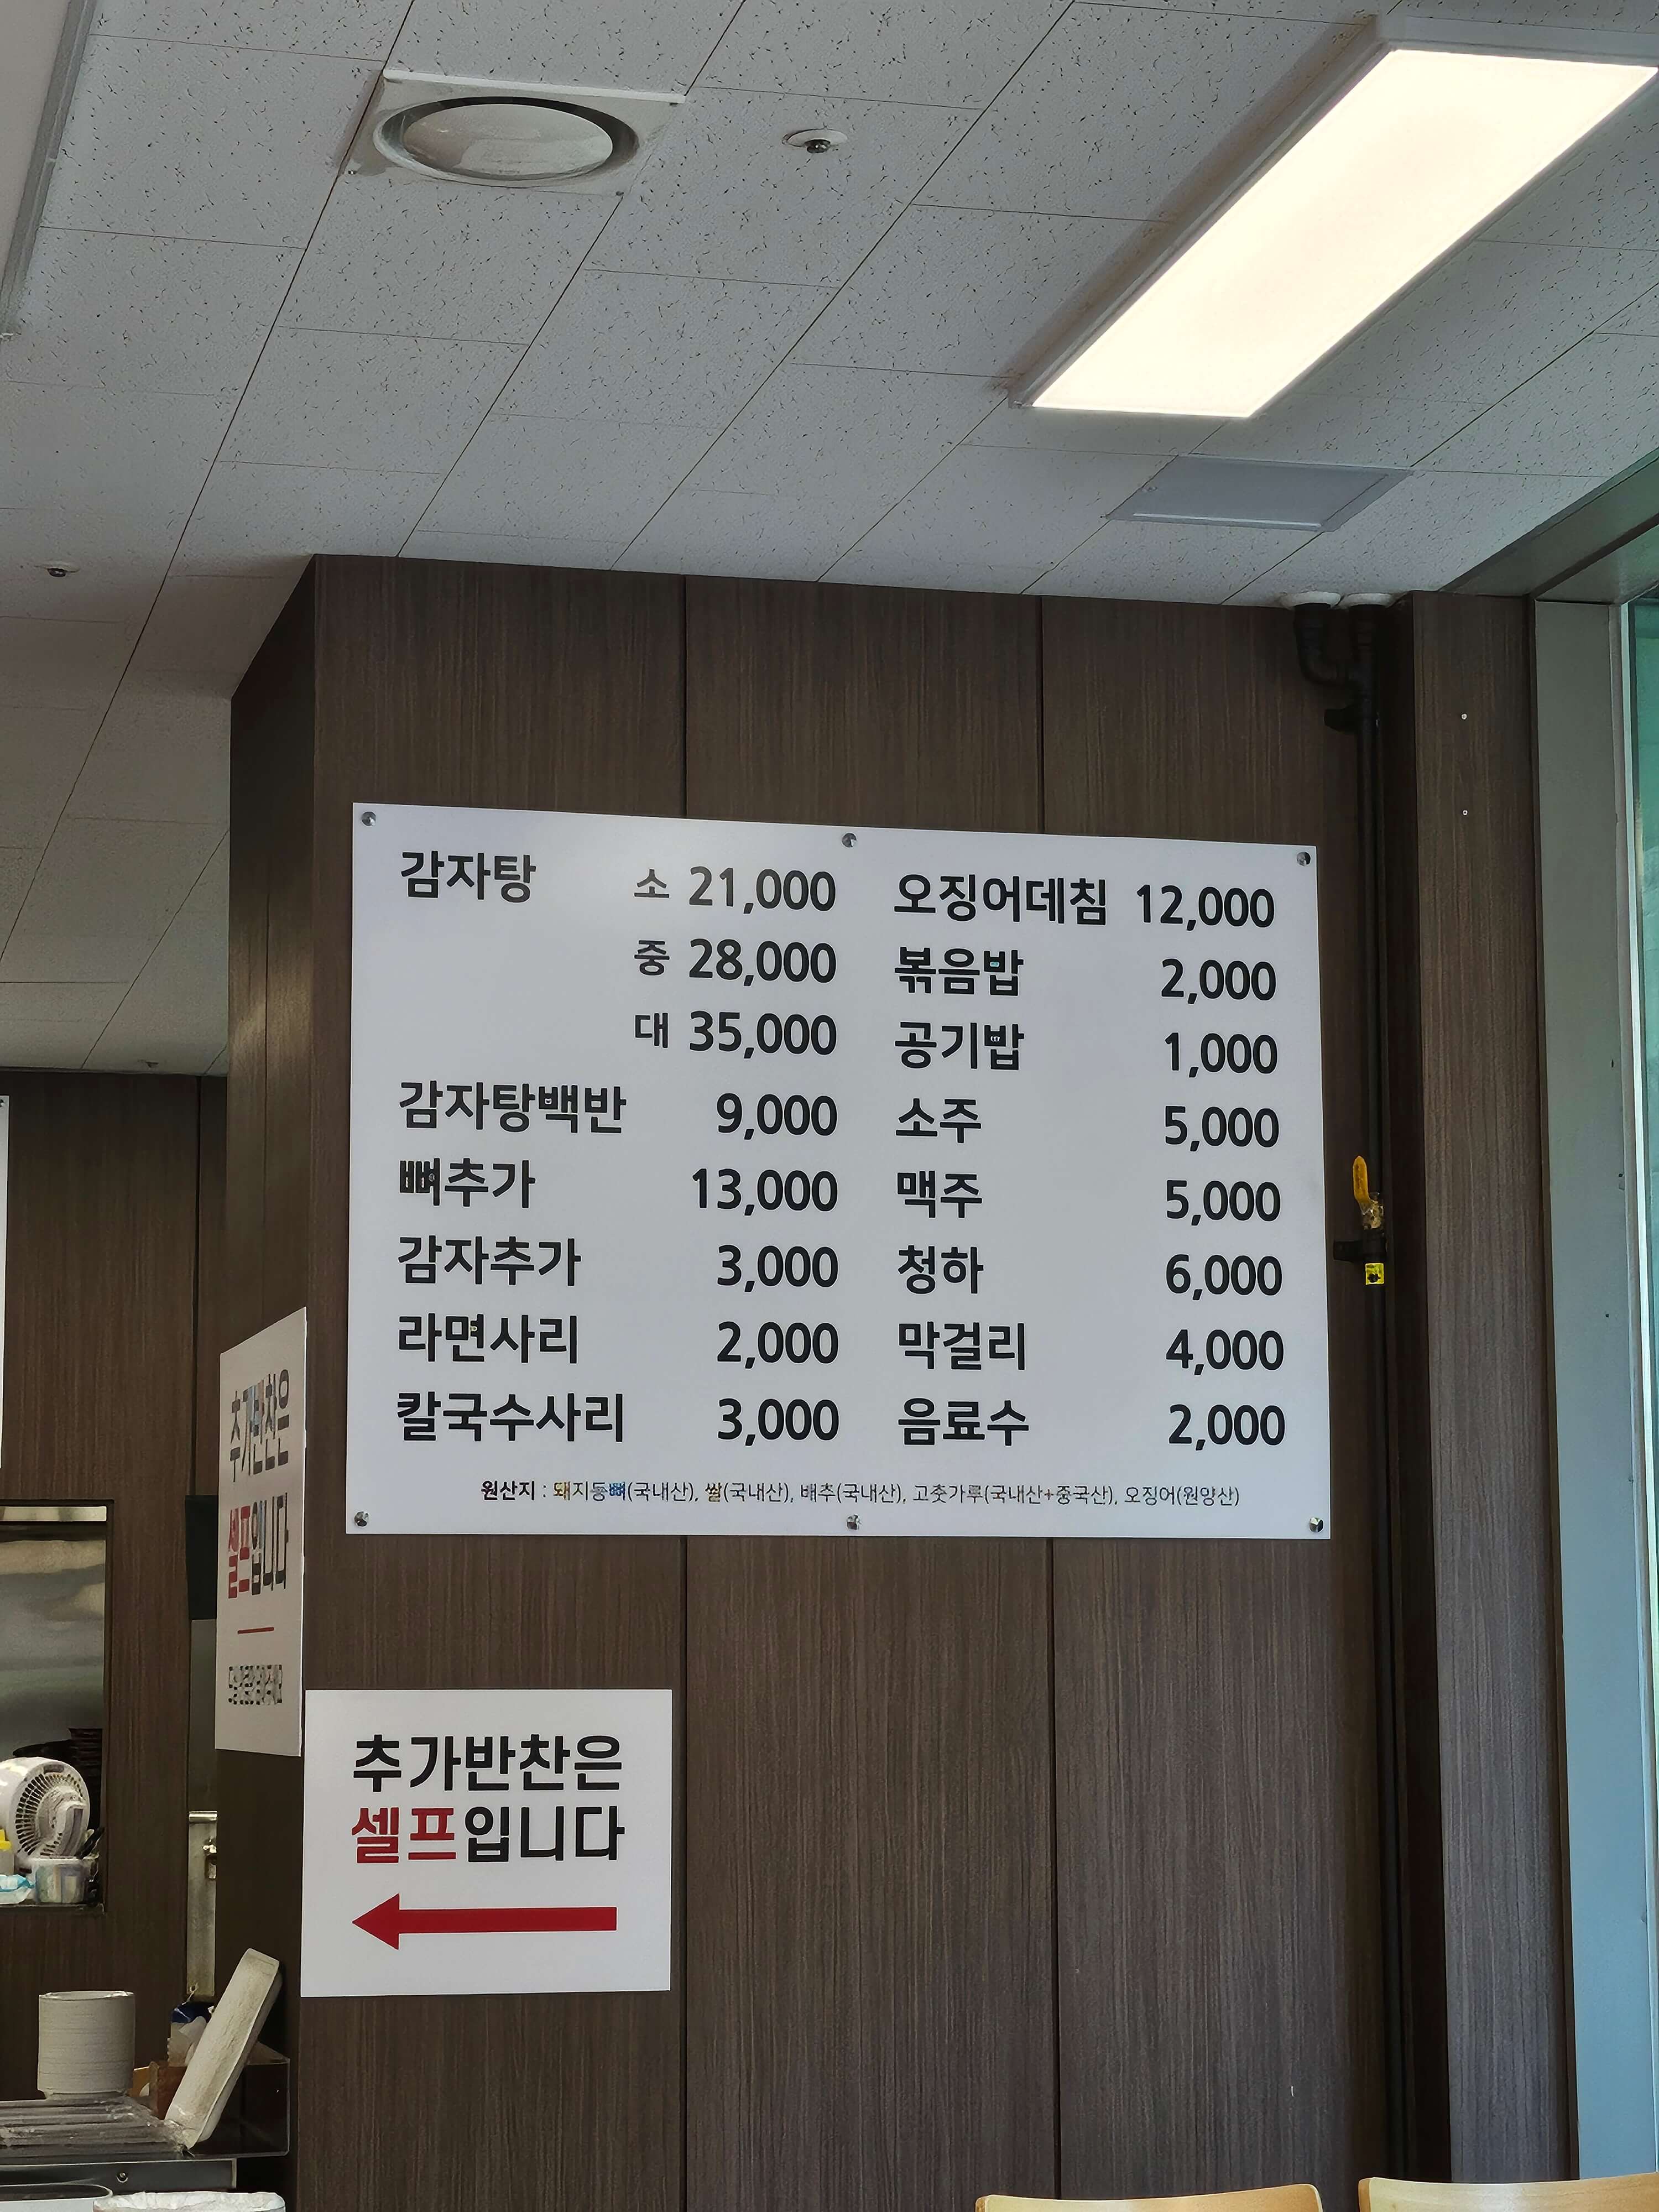 감자탕 소 21,000
중 28,000
대 35,000
감자탕백반 9,000
뼈추가 13,000
감자추가 3,000
라면사리 2,000
칼국수사리 3,000
오징어데침 12,000
볶음밥 2,000
공기밥 1,000
소주 5,000
맥주 5,000
청하 6,000
막걸리 4,000
음료수 2,000
원산지 : 돼지등뼈(국내산), 쌀(국내산), 배추(국내산), 고춧가루(국내산+중국산), 오징어(원양산)
추가반찬은
셀프입니다
추가반찬은
셀프입니다